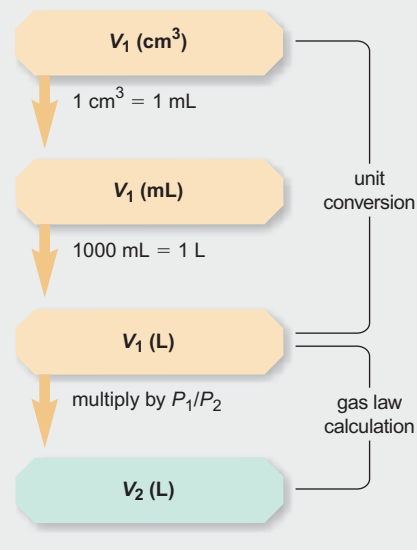 V₁ (cm³)
1 cm³ = 1 mL
V₁ (mL)
unit
conversion
1000 mL = 1 L
V₁ (L)
multiply by P₁/P₂
gas law
calculation
V₂ (L)